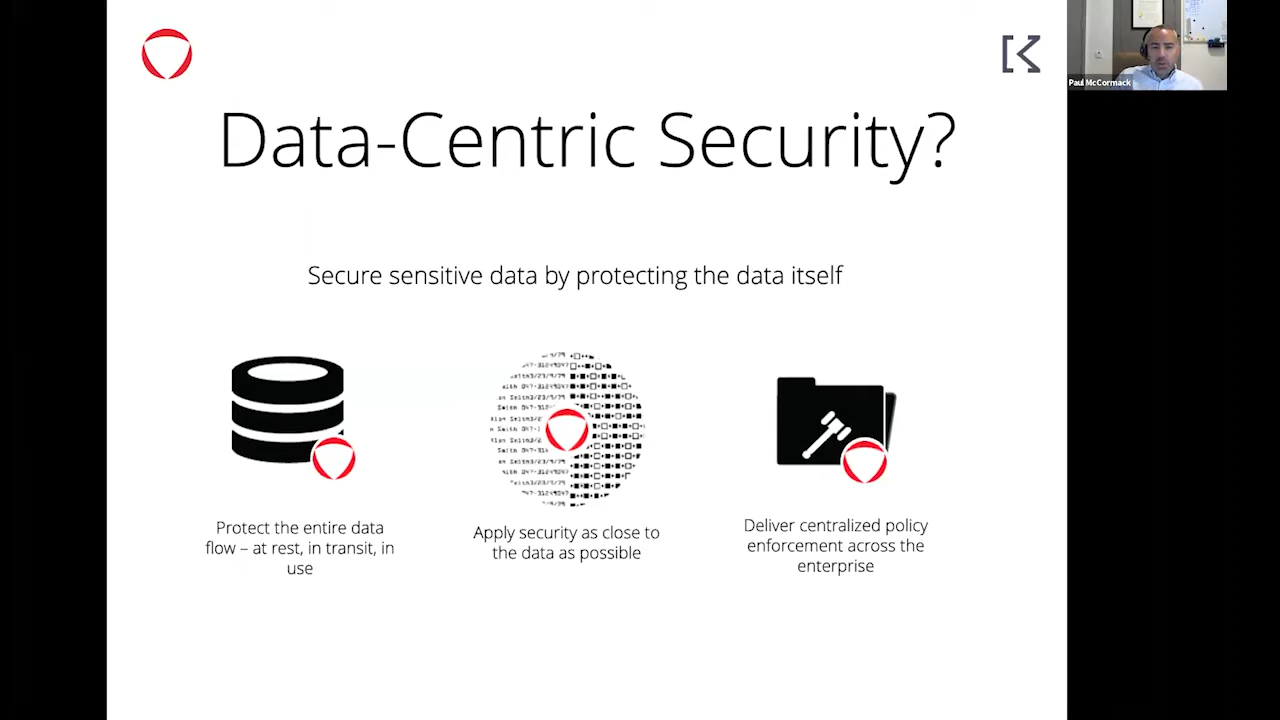 Paul McCormack
Data-Centric Security?
Secure sensitive data by protecting the data itself
Protect the entire data
flow – at rest, in transit, in
use
Apply security as close to
the data as possible
Deliver centralized policy
enforcement across the
enterprise